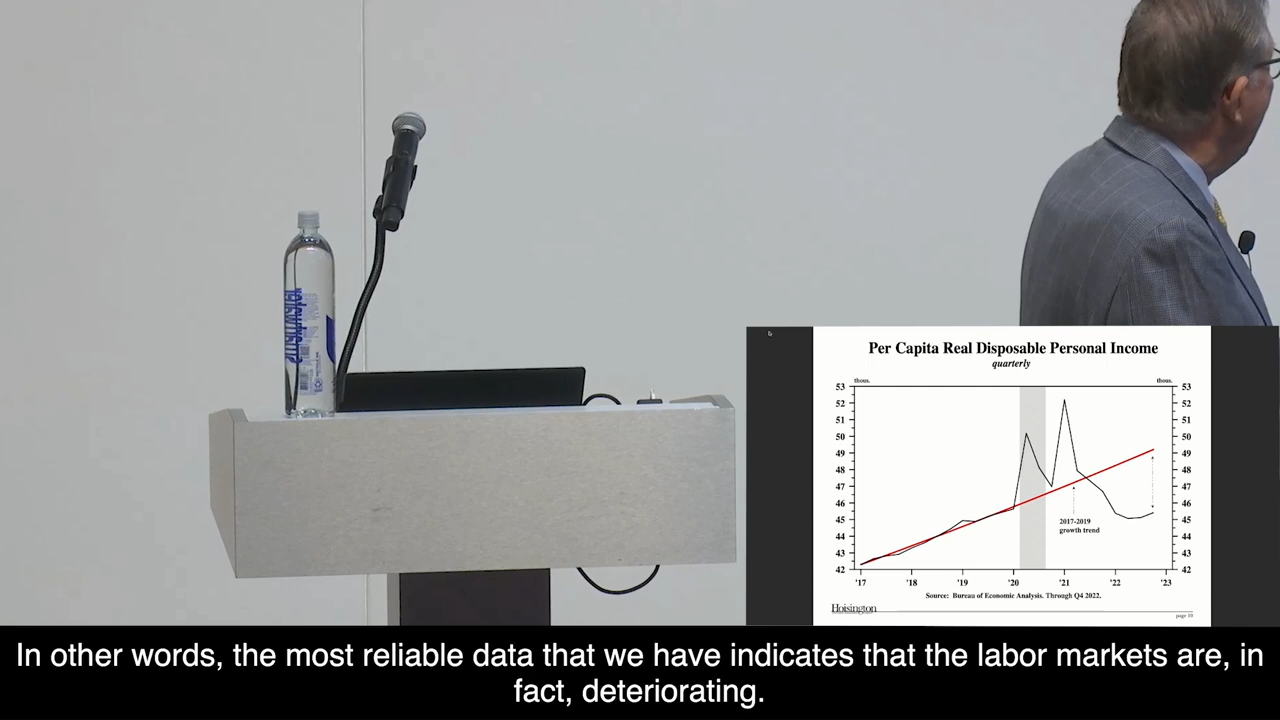 smartwater
Per Capita Real Disposable Personal Income
quarterly
thous.
thous.
53
53
52
52
51
51
50
50
49
49
48
48
47
47
46
46
45
45
44
44
43
43
42
42
2017-2019
growth trend
'17
'18
'19
'20
'21
'22
'23
Source: Bureau of Economic Analysis. Through Q4 2022.
Hoisington
page 10
In other words, the most reliable data that we have indicates that the labor markets are, in
fact, deteriorating.